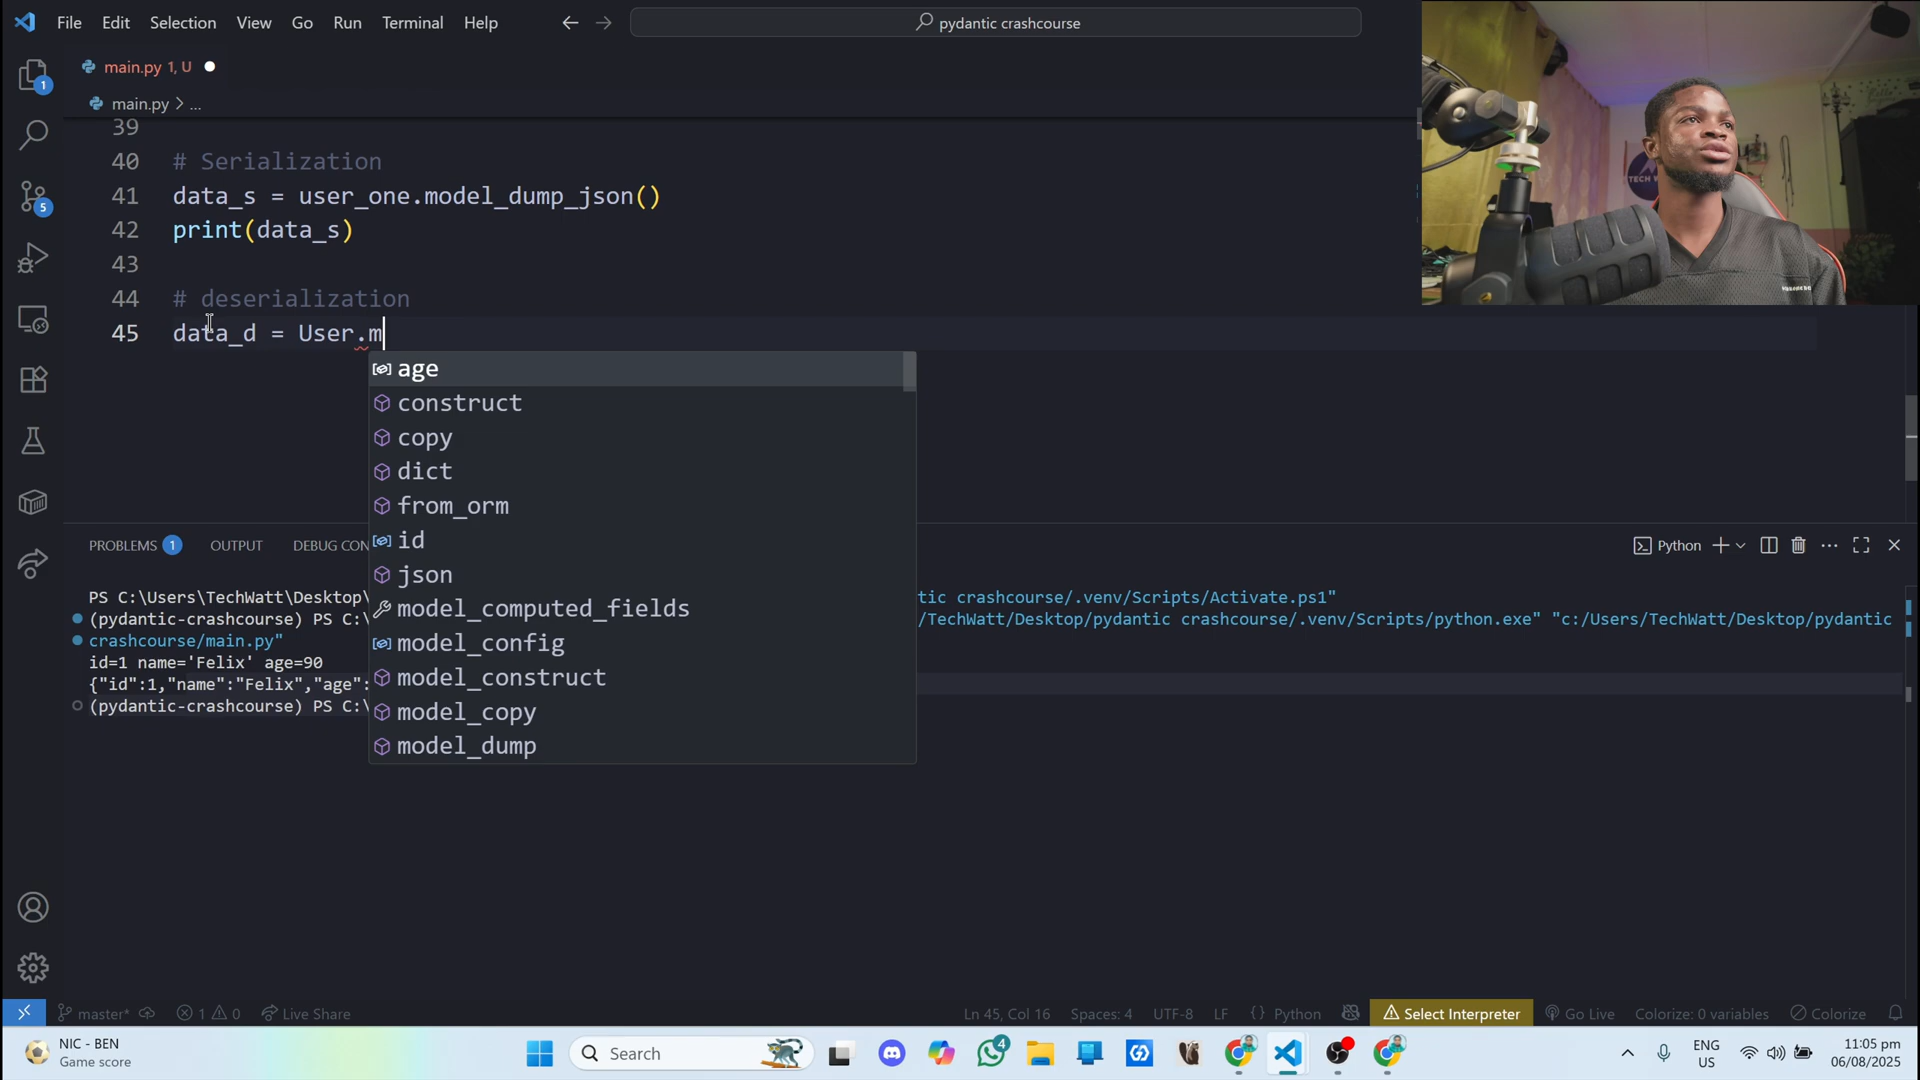 File Edit Selection View Go Run Terminal Help
pydantic crashcourse
main.py 1, U
main.py > ...
39
40 # Serialization
41 data_s = user_one.model_dump_json()
42 print(data_s)
43
44 # deserialization
45 data_d = User.m
age
construct
copy
dict
from_orm
id
json
model_computed_fields
model_config
model_construct
model_copy
model_dump
1
5
PROBLEMS 1 OUTPUT DEBUG CON
Python
PS C:\Users\TechWatt\Desktop\ tic crashcourse/.venv/Scripts/Activate.ps1"
(pydantic-crashcourse) PS C:\ /TechWatt/Desktop/pydantic crashcourse/.venv/Scripts/python.exe" "c:/Users/TechWatt/Desktop/pydantic
crashcourse/main.py"
id=1 name='Felix' age=90
{"id":1,"name":"Felix","age":
(pydantic-crashcourse) PS C:\
master* 1 0 Live Share Ln 45, Col 16 Spaces: 4 UTF-8 LF {} Python Select Interpreter Go Live Colorize: 0 variables Colorize
NIC - BEN
Game score
Search
4
ENG
US
11:05 pm
06/08/2025